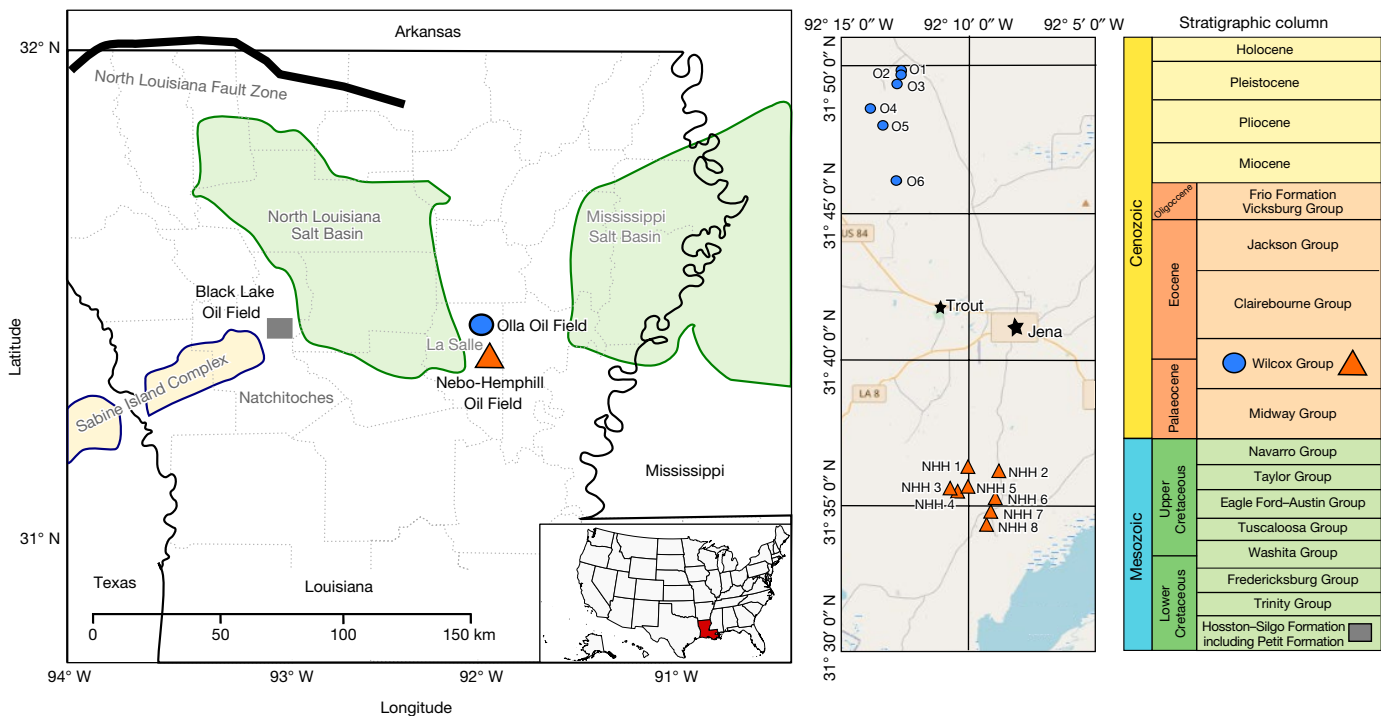 32° N
Arkansas
North Louisiana Fault Zone
North Louisiana
Salt Basin
Mississippi
Salt Basin
Black Lake
Oil Field
Olla Oil Field
La Salle
Nebo-Hemphill
Oil Field
Sabine Island Complex
Natchitoches
Latitude
Mississippi
31° N
Texas
Louisiana
0
50
100
150 km
94° W
93° W
92° W
91° W
Longitude
92° 15′ 0″ W
92° 10′ 0″ W
92° 5′ 0″ W
31° 50′ 0″ N
31° 45′ 0″ N
31° 40′ 0″ N
31° 35′ 0″ N
31° 30′ 0″ N
O1
O2
O3
O4
O5
O6
US 84
Trout
Jena
LA 8
NHH 1
NHH 2
NHH 3
NHH 5
NHH 4
NHH 6
NHH 7
NHH 8
Stratigraphic column
Cenozoic
Holocene
Pleistocene
Pliocene
Miocene
Oligoccene
Frio Formation
Vicksburg Group
Eocene
Jackson Group
Clairebourne Group
Wilcox Group
Palaeocene
Midway Group
Mesozoic
Upper
Cretaceous
Navarro Group
Taylor Group
Eagle Ford–Austin Group
Tuscaloosa Group
Washita Group
Lower
Cretaceous
Fredericksburg Group
Trinity Group
Hosston–Silgo Formation
including Petit Formation